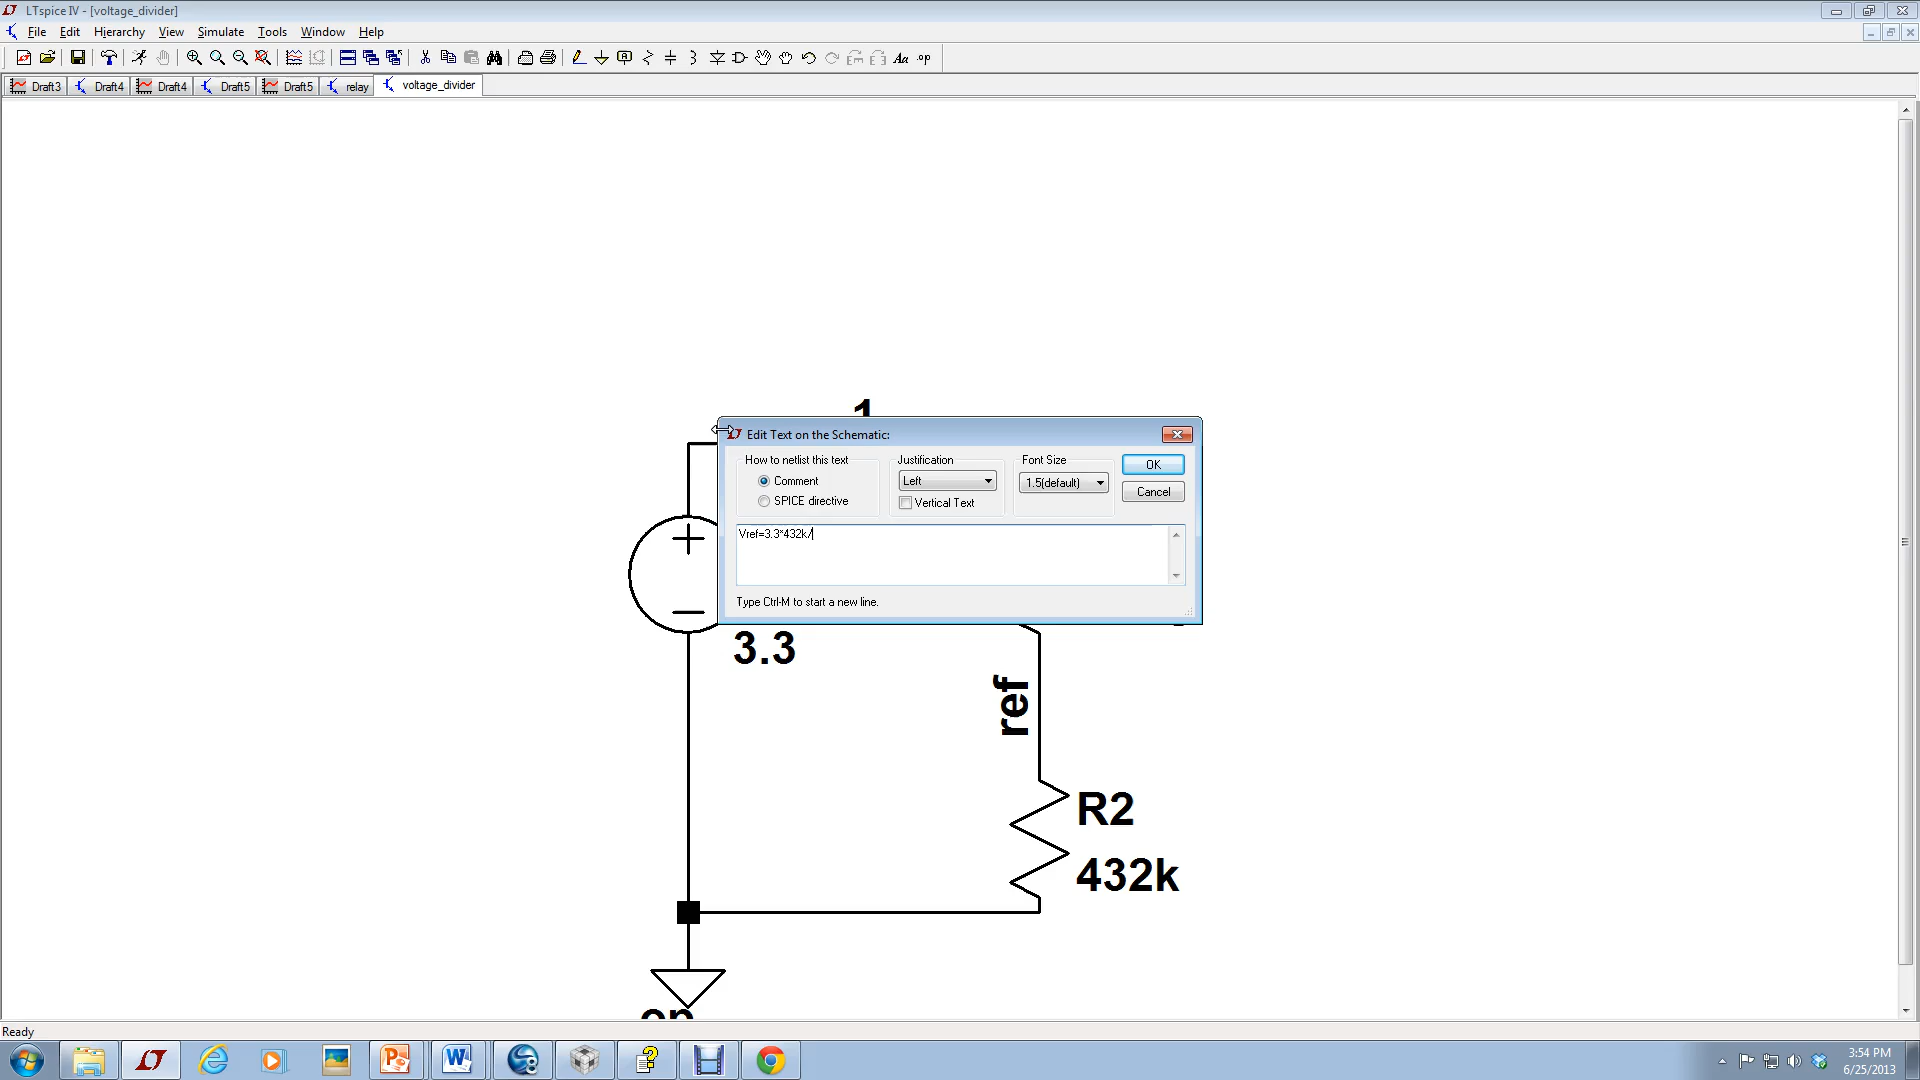 LTspice IV - [voltage_divider]
File Edit Hierarchy View Simulate Tools Window Help
Aa .op
Draft3 Draft4 Draft4 Draft5 Draft5 relay voltage_divider
1
Edit Text on the Schematic:
How to netlist this text
Comment
SPICE directive
Justification
Left
Vertical Text
Font Size
1.5(default)
OK
Cancel
Vref=3.3*432k/
Type Ctrl-M to start a new line.
3.3
ref
R2
432k
Ready
3:54 PM
6/25/2013